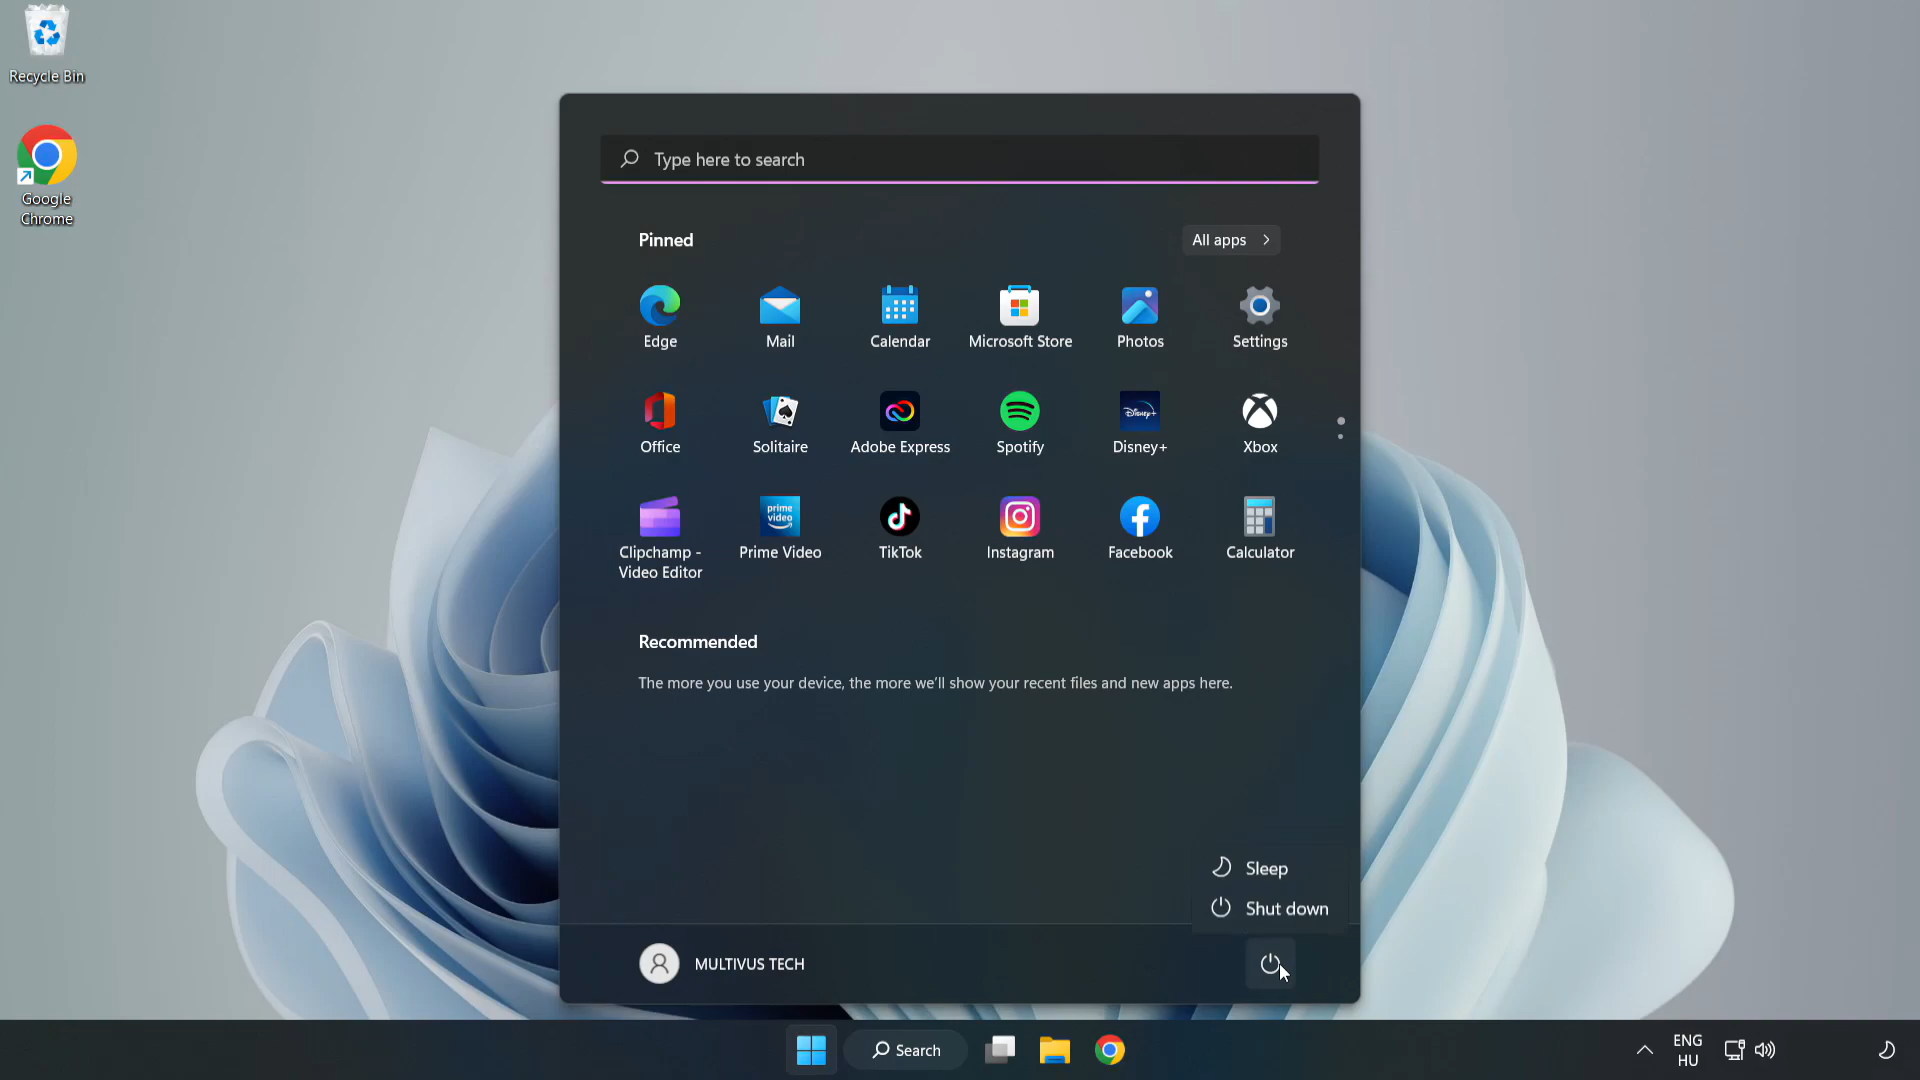 Recycle Bin
Google
Chrome
Type here to search
Pinned
All apps
Edge
Mail
Calendar
Microsoft Store
Photos
Settings
Office
Solitaire
Adobe Express
Disney+
Spotify
Disney+
Xbox
prime
video
Clipchamp -
Video Editor
Prime Video
TikTok
Instagram
Facebook
Calculator
Recommended
The more you use your device, the more we'll show your recent files and new apps here.
Sleep
Shut down
MULTIVUS TECH
Search
ENG
HU